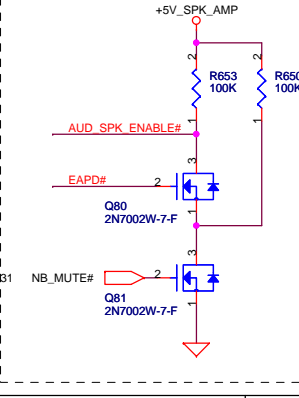 +5V_SPK_AMP
2
2
R653
100K
R650
100K
1
1
AUD_SPK_ENABLE#
3
EAPD#
2
Q80
2N7002W-7-F
1
3
31
NB_MUTE#
2
Q81
2N7002W-7-F
1